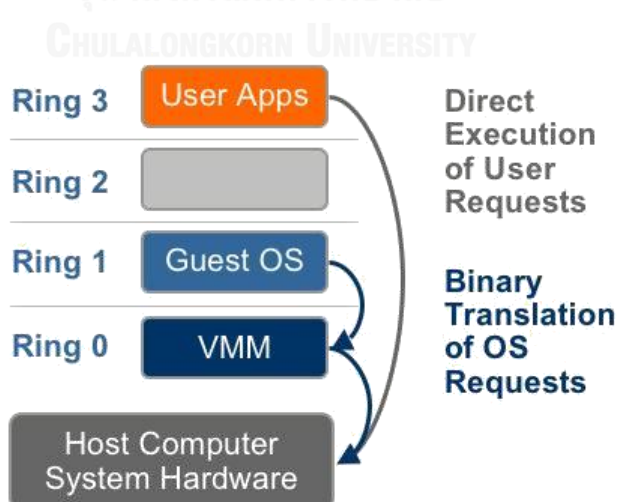 CHULALONGKORN UNIVERSITY
Ring 3
User Apps
Direct
Execution
of User
Requests
Ring 2
Ring 1
Guest OS
Binary
Translation
of OS
Requests
Ring 0
VMM
Host Computer
System Hardware